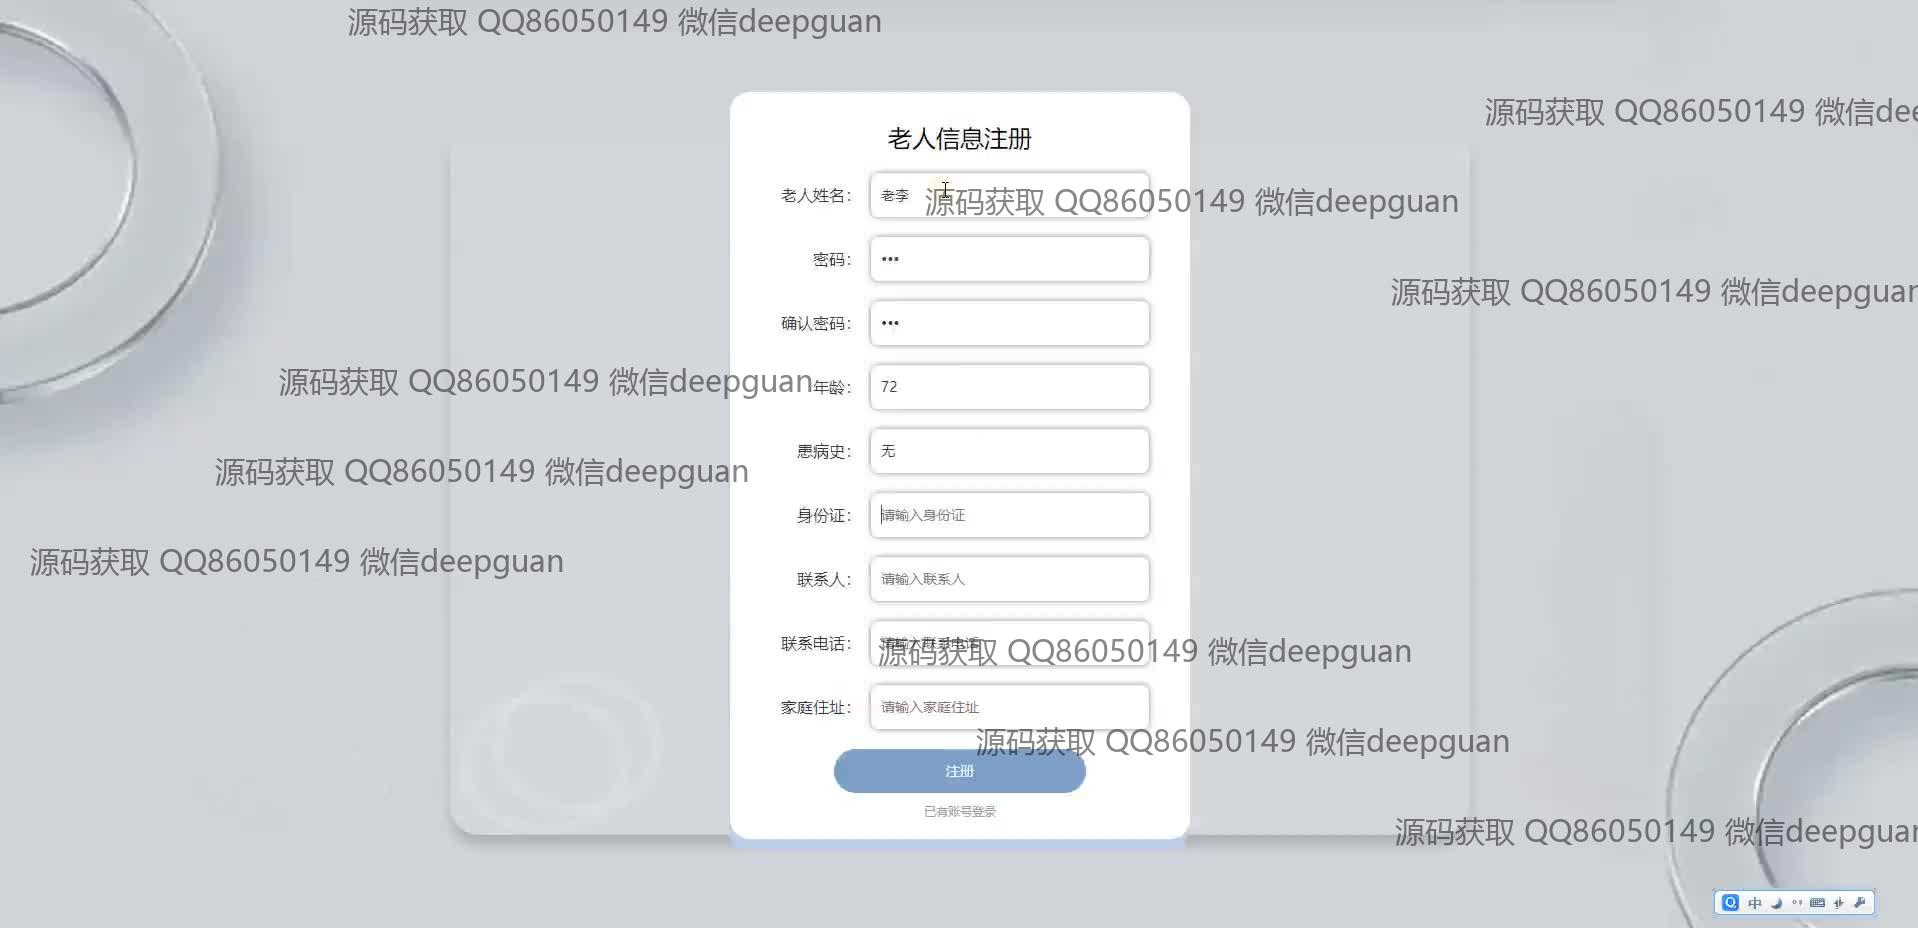 源码获取 QQ86050149 微信deepguan
源码获取 QQ86050149 微信dee
老人信息注册
老人姓名：
老李
源码获取 QQ86050149 微信deepguan
密码：
•••
源码获取 QQ86050149 微信deepguan
确认密码：
•••
源码获取 QQ86050149 微信deepguan
年龄：
72
患病史：
无
源码获取 QQ86050149 微信deepguan
身份证：
请输入身份证
源码获取 QQ86050149 微信deepguan
联系人：
请输入联系人
联系电话：
请输入联系电话
源码获取 QQ86050149 微信deepguan
家庭住址：
请输入家庭住址
源码获取 QQ86050149 微信deepguan
注册
已有账号登录
源码获取 QQ86050149 微信deepguan
中